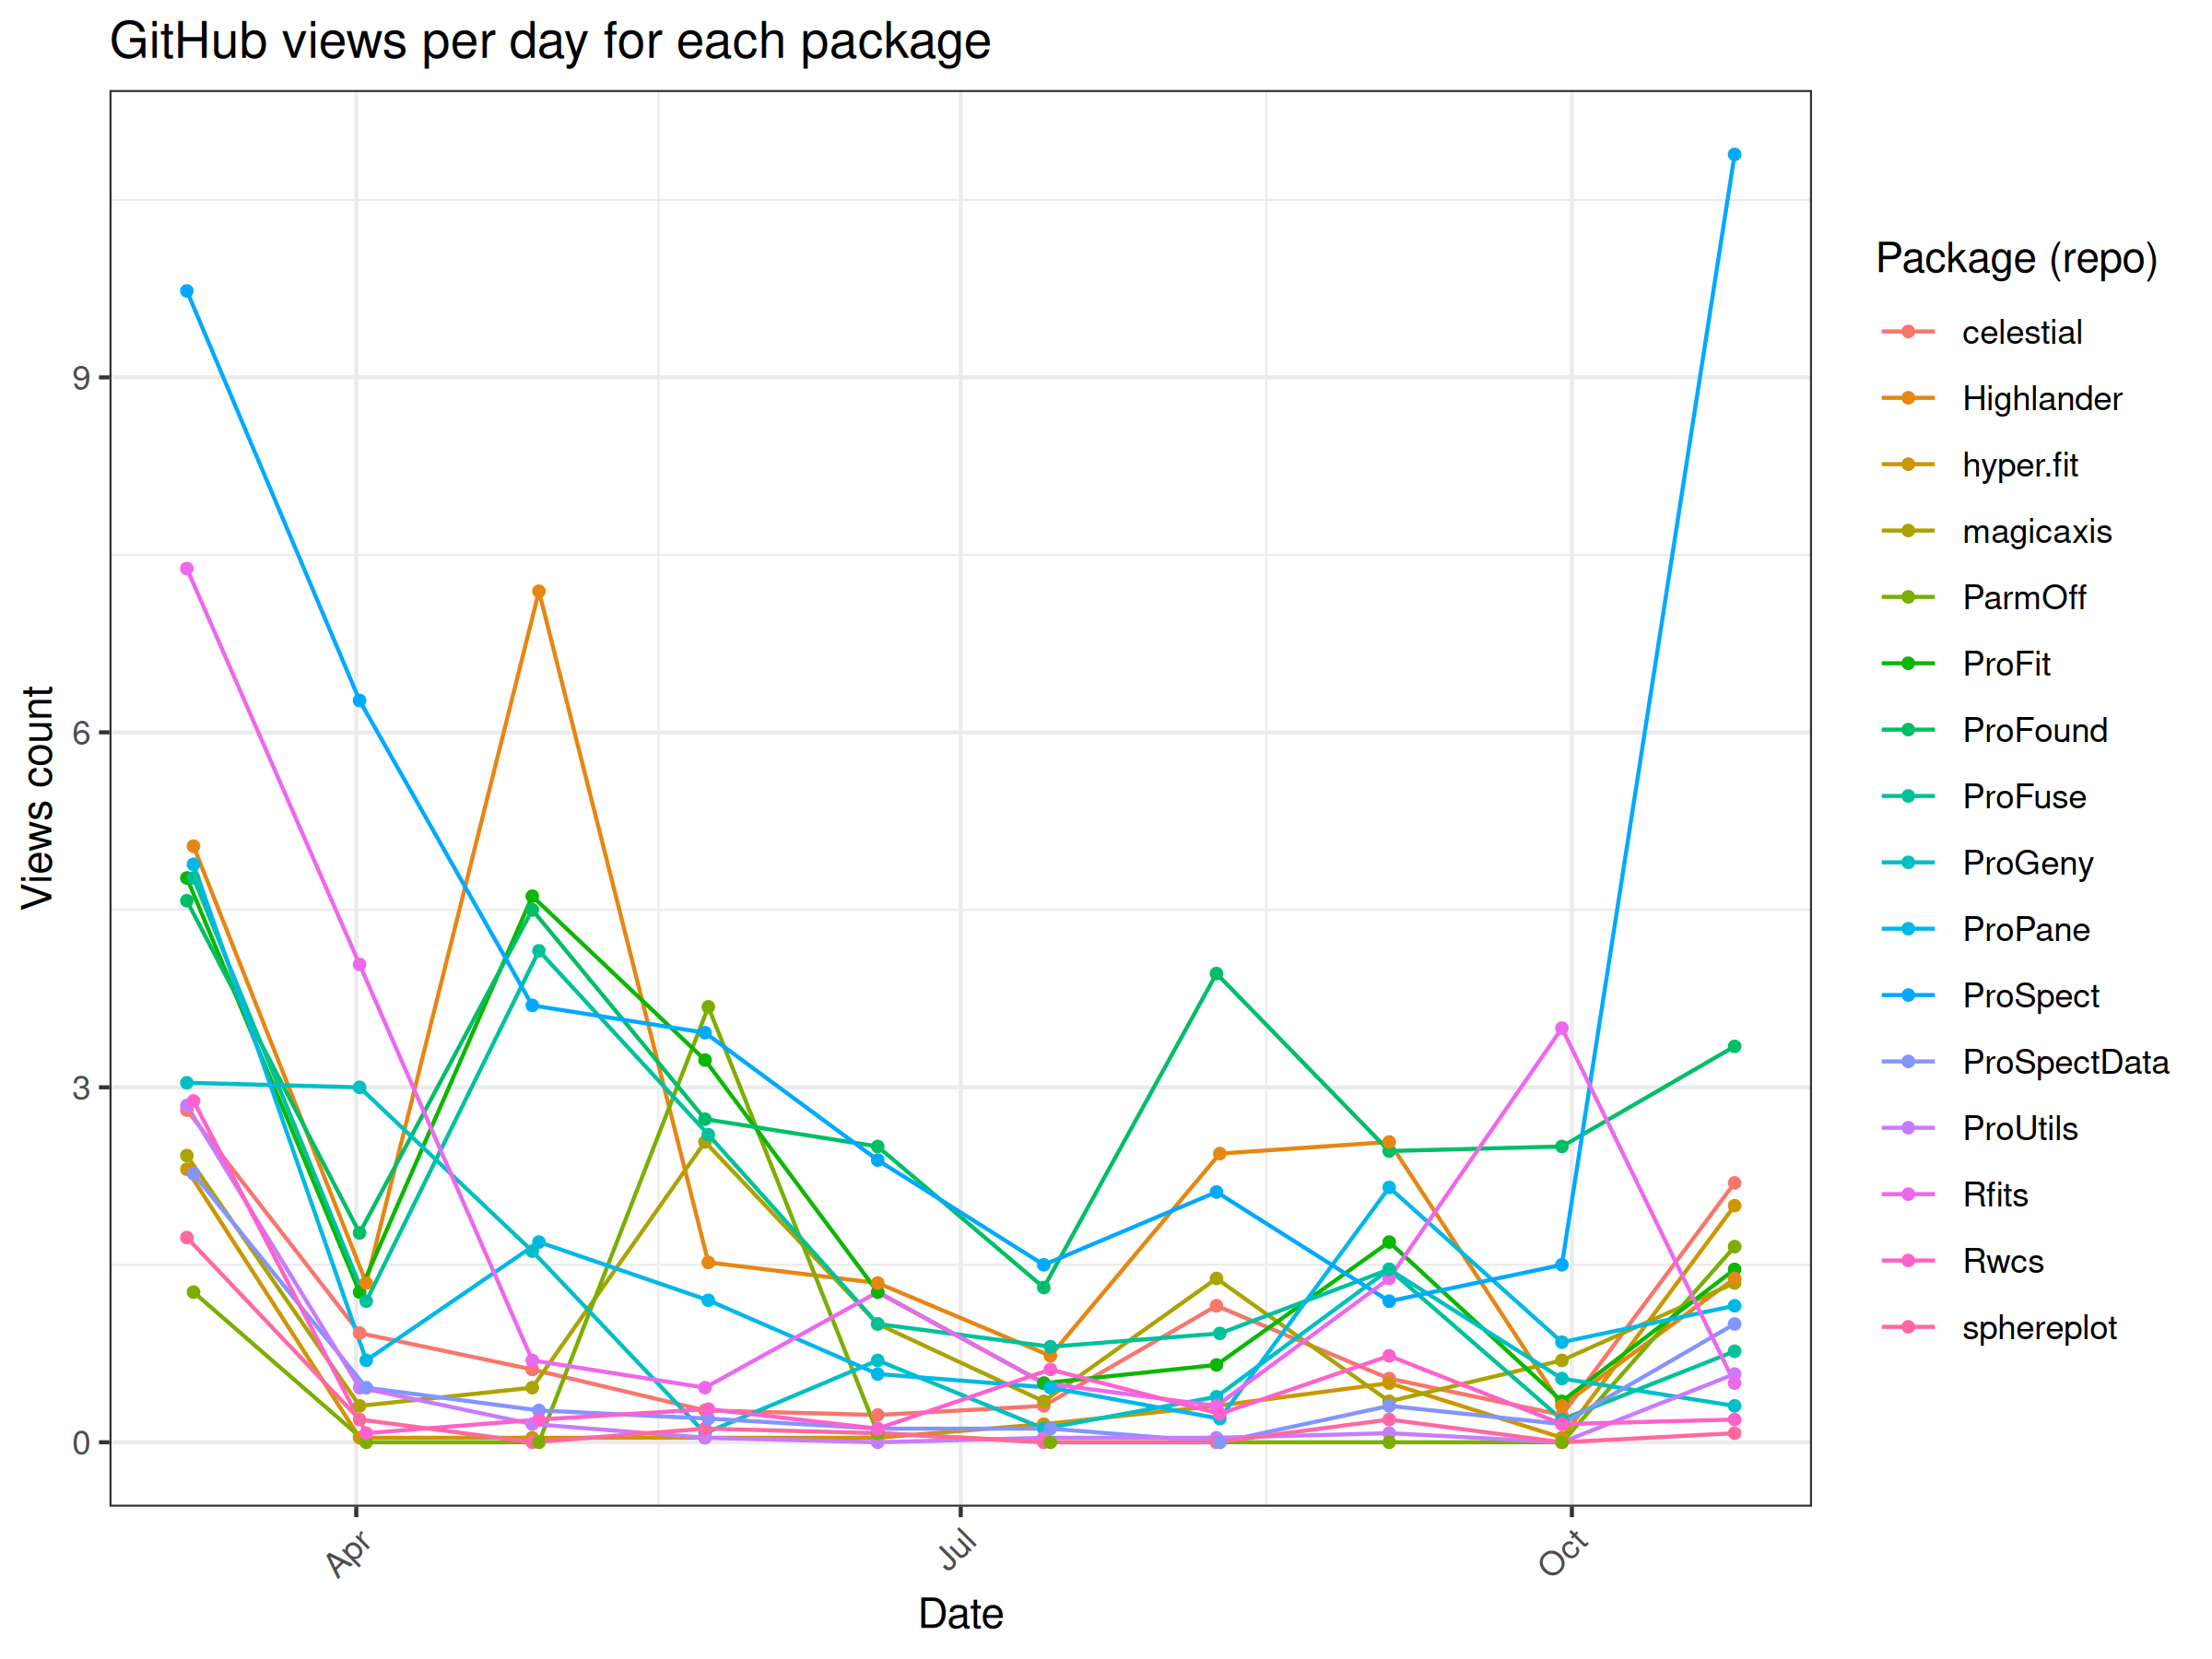 GitHub views per day for each package
Views count
9
6
3
0
Apr
Jul
Oct
Date
Package (repo)
celestial
Highlander
hyper.fit
magicaxis
ParmOff
ProFit
ProFound
ProFuse
ProGeny
ProPane
ProSpect
ProSpectData
ProUtils
Rfits
Rwcs
sphereplot